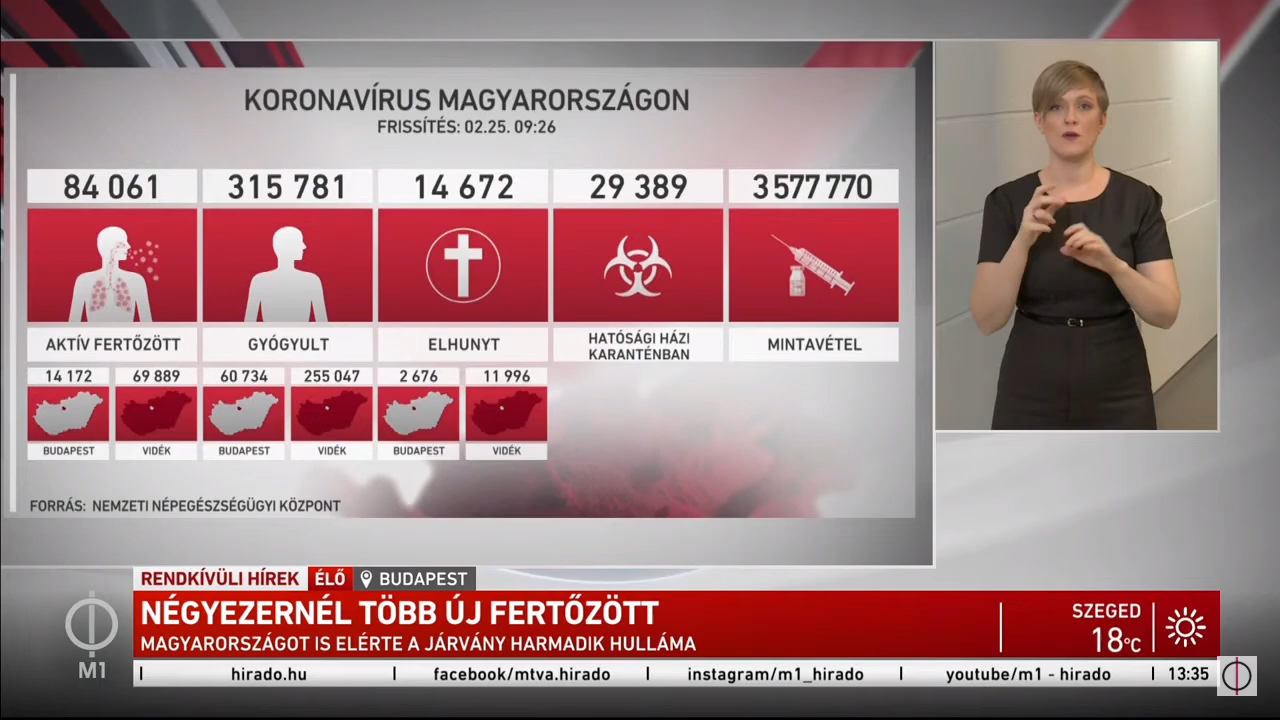 KORONAVÍRUS MAGYARORSZÁGON
FRISSÍTÉS: 02.25. 09:26
84 061
315 781
14 672
29 389
3 577 770
AKTÍV FERTŐZÖTT
GYÓGYULT
ELHUNYT
HATÓSÁGI HÁZI
KARANTÉNBAN
MINTAVÉTEL
14 172
69 889
60 734
255 047
2 676
11 996
BUDAPEST
VIDÉK
BUDAPEST
VIDÉK
BUDAPEST
VIDÉK
FORRÁS: NEMZETI NÉPEGÉSZSÉGÜGYI KÖZPONT
RENDKÍVÜLI HÍREK ÉLŐ BUDAPEST
NÉGYEZERNÉL TÖBB ÚJ FERTŐZÖTT
MAGYARORSZÁGOT IS ELÉRTE A JÁRVÁNY HARMADIK HULLÁMA
SZEGED
18°C
M1
hirado.hu
facebook/mtva.hirado
instagram/m1_hirado
youtube/m1 - hirado
13:35